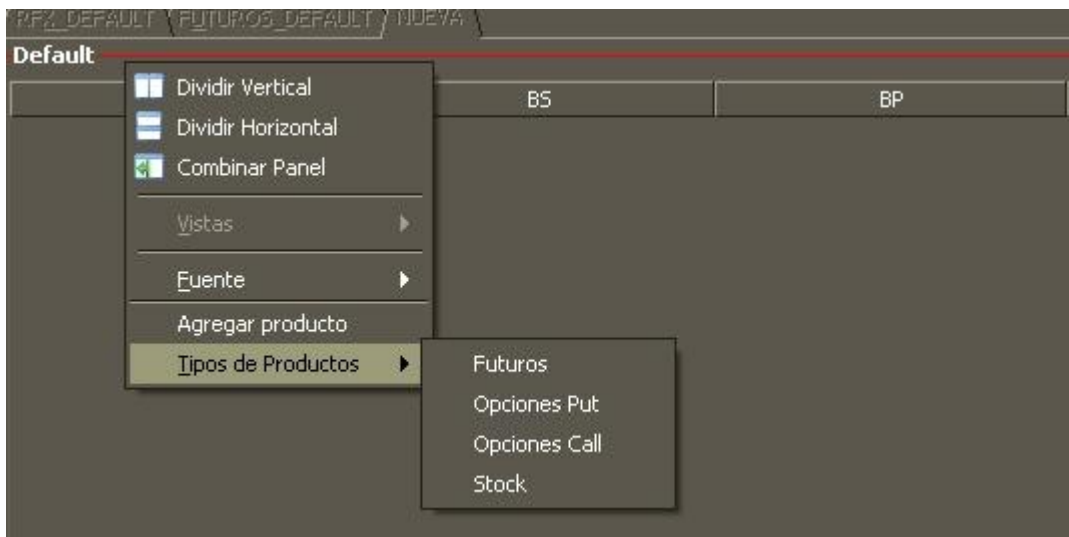 RFX_DEFAULT FUTUROS_DEFAULT NUEVA
Default
BS BP
Dividir Vertical
Dividir Horizontal
Combinar Panel
Vistas
Fuente
Agregar producto
Tipos de Productos
Futuros
Opciones Put
Opciones Call
Stock